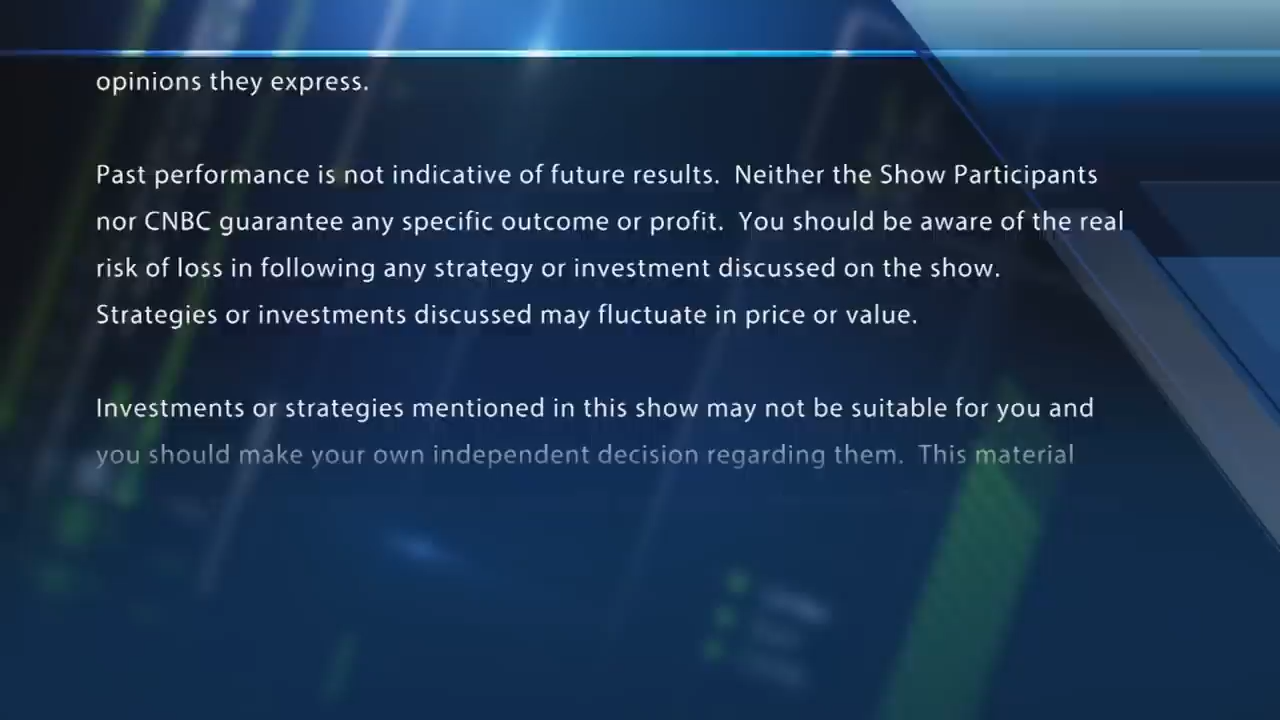 opinions they express.
Past performance is not indicative of future results.  Neither the Show Participants
nor CNBC guarantee any specific outcome or profit.  You should be aware of the real
risk of loss in following any strategy or investment discussed on the show.
Strategies or investments discussed may fluctuate in price or value.
Investments or strategies mentioned in this show may not be suitable for you and
you should make your own independent decision regarding them.  This material